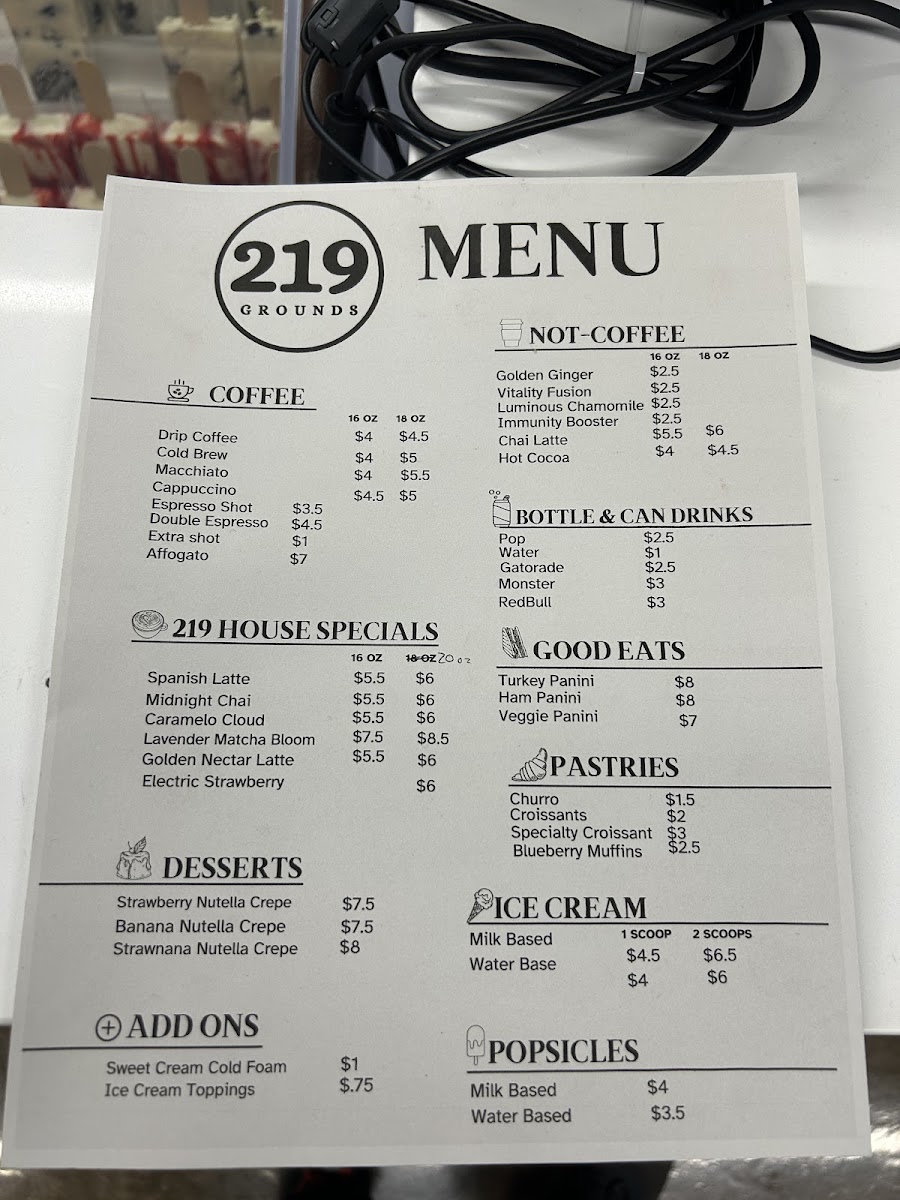 219
GROUNDS
MENU
COFFEE
16 OZ 18 OZ
Drip Coffee $4 $4.5
Cold Brew $4 $5
Macchiato $4 $5.5
Cappuccino $4.5 $5
Espresso Shot $3.5
Double Espresso $4.5
Extra shot $1
Affogato $7
219 HOUSE SPECIALS
16 OZ 18 OZ 20 oz
Spanish Latte $5.5 $6
Midnight Chai $5.5 $6
Caramelo Cloud $5.5 $6
Lavender Matcha Bloom $7.5 $8.5
Golden Nectar Latte $5.5 $6
Electric Strawberry $6
DESSERTS
Strawberry Nutella Crepe $7.5
Banana Nutella Crepe $7.5
Strawnana Nutella Crepe $8
ADD ONS
Sweet Cream Cold Foam $1
Ice Cream Toppings $.75
NOT-COFFEE
16 OZ 18 OZ
Golden Ginger $2.5
Vitality Fusion $2.5
Luminous Chamomile $2.5
Immunity Booster $2.5
Chai Latte $5.5 $6
Hot Cocoa $4 $4.5
BOTTLE & CAN DRINKS
Pop $2.5
Water $1
Gatorade $2.5
Monster $3
RedBull $3
GOOD EATS
Turkey Panini $8
Ham Panini $8
Veggie Panini $7
PASTRIES
Churro $1.5
Croissants $2
Specialty Croissant $3
Blueberry Muffins $2.5
ICE CREAM
1 SCOOP 2 SCOOPS
Milk Based $4.5 $6.5
Water Base $4 $6
POPSICLES
Milk Based $4
Water Based $3.5